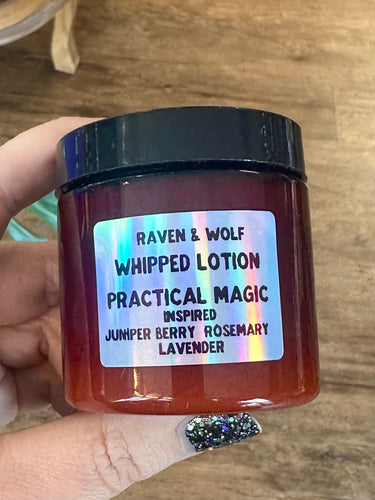 RAVEN & WOLF
WHIPPED LOTION
PRACTICAL MAGIC
INSPIRED
JUNIPER BERRY ROSEMARY
LAVENDER